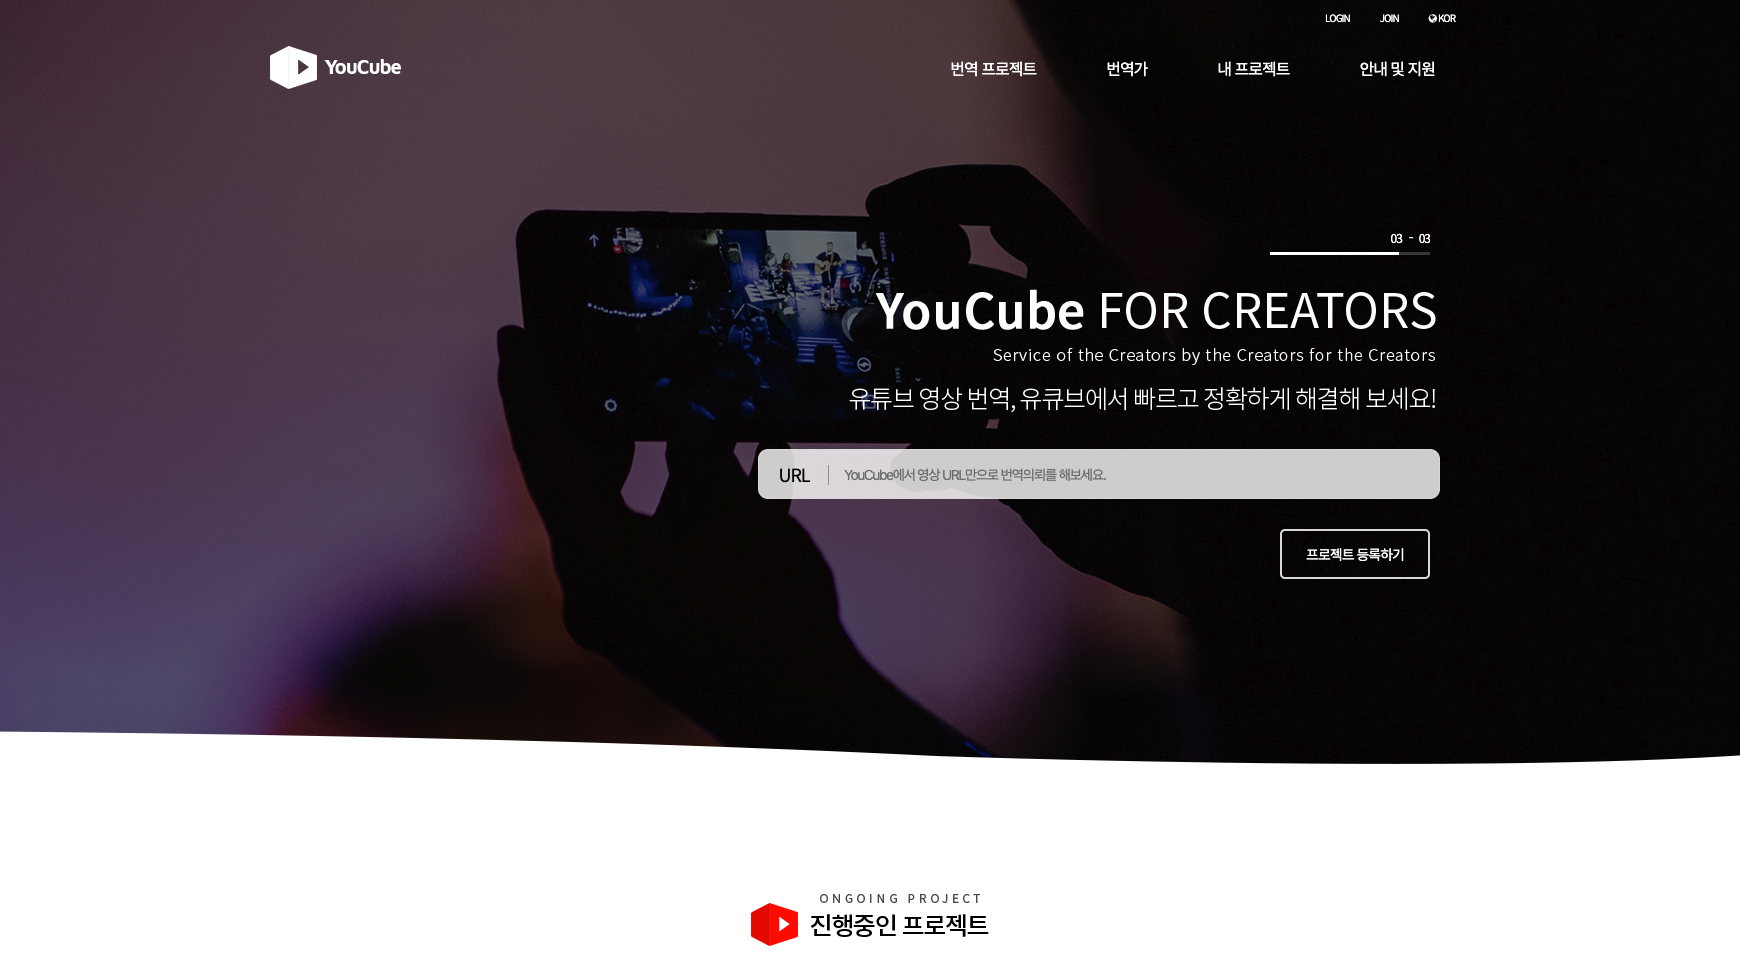 LOGIN JOIN KOR
YouCube 번역 프로젝트 번역가 내 프로젝트 안내 및 지원
03 - 03
YouCube FOR CREATORS
Service of the Creators by the Creators for the Creators
유튜브 영상 번역, 유큐브에서 빠르고 정확하게 해결해 보세요!
URL YouCube에서 영상 URL만으로 번역의뢰를 해보세요.
프로젝트 등록하기
ONGOING PROJECT
진행중인 프로젝트